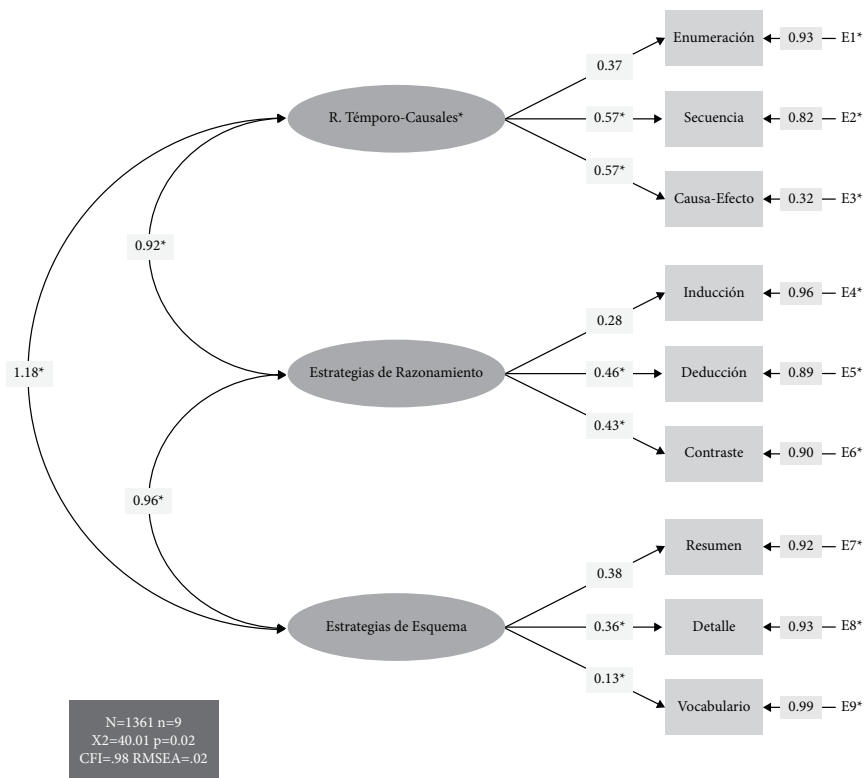 Enumeración
0.93
E1*
0.37
R. Témporo-Causales*
0.57*
Secuencia
0.82
E2*
0.57*
Causa-Efecto
0.32
E3*
0.92*
Inducción
0.96
E4*
0.28
1.18*
Estrategias de Razonamiento
0.46*
Deducción
0.89
E5*
0.43*
Contraste
0.90
E6*
0.96*
Resumen
0.92
E7*
0.38
Estrategias de Esquema
0.36*
Detalle
0.93
E8*
0.13*
Vocabulario
0.99
E9*
N=1361 n=9
X2=40.01 p=0.02
CFI=.98 RMSEA=.02